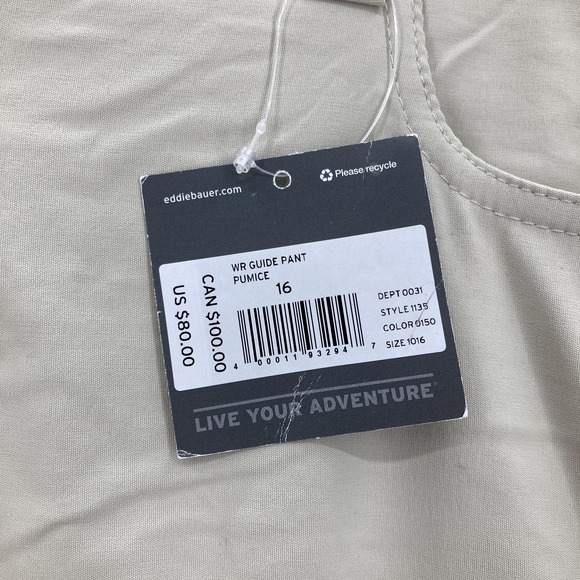 eddiebauer.com
Please recycle
WR GUIDE PANT
PUMICE
16
US $80.00
CAN $100.00
4 00011 93294 7
DEPT 0031
STYLE 1135
COLOR 0150
SIZE 1016
LIVE YOUR ADVENTURE®